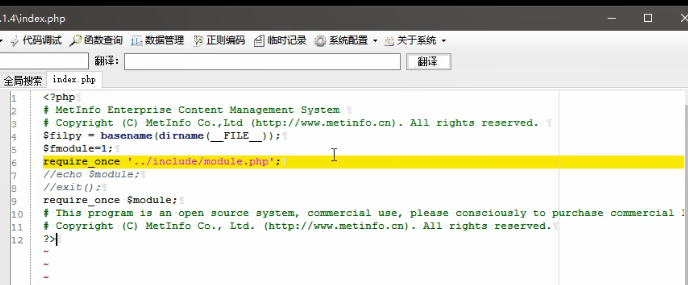 .1.4\index.php
代码调试 函数查询 数据管理 正则编码 临时记录 系统配置 关于系统
翻译: 翻译
全局搜索 index.php
1 <?php
2 # MetInfo Enterprise Content Management System
3 # Copyright (C) MetInfo Co.,Ltd (http://www.metinfo.cn). All rights reserved.
4 $filpy = basename(dirname(__FILE__));
5 $fmodule=1;
6 require_once '../include/module.php';
7 //echo $module;
8 //exit();
9 require_once $module;
10 # This program is an open source system, commercial use, please consciously to purchase commercial
11 # Copyright (C) MetInfo Co., Ltd. (http://www.metinfo.cn). All rights reserved.
12 ?>
~
~
~